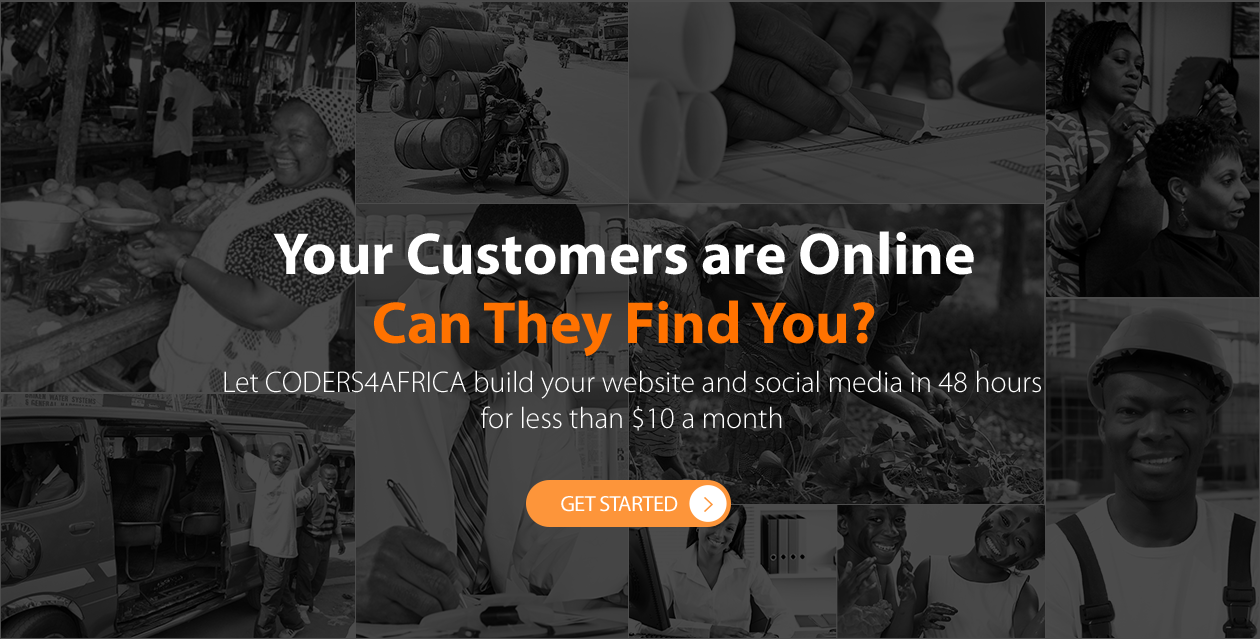 Your Customers are Online
Can They Find You?
Let CODERS4AFRICA build your website and social media in 48 hours
for less than $10 a month
GET STARTED